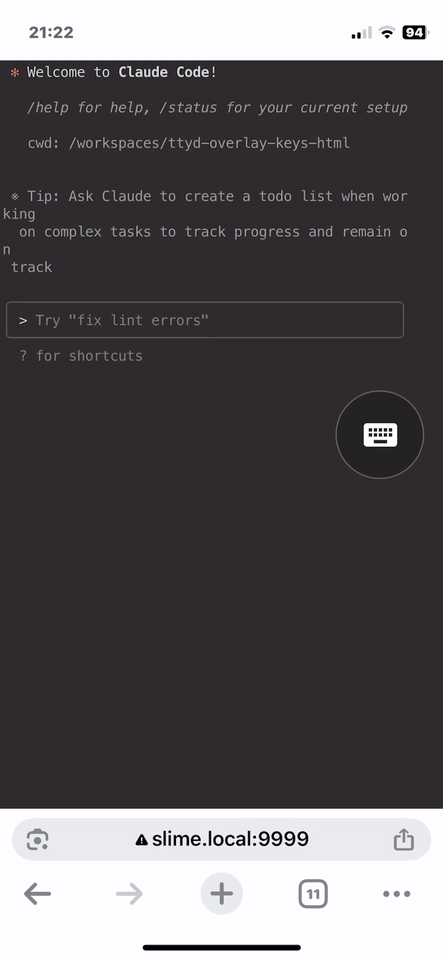 21:22
94
✻ Welcome to Claude Code!
/help for help, /status for your current setup
cwd: /workspaces/ttyd-overlay-keys-html
※ Tip: Ask Claude to create a todo list when wor
king
on complex tasks to track progress and remain o
n
track
> Try "fix lint errors"
? for shortcuts
slime.local:9999
11